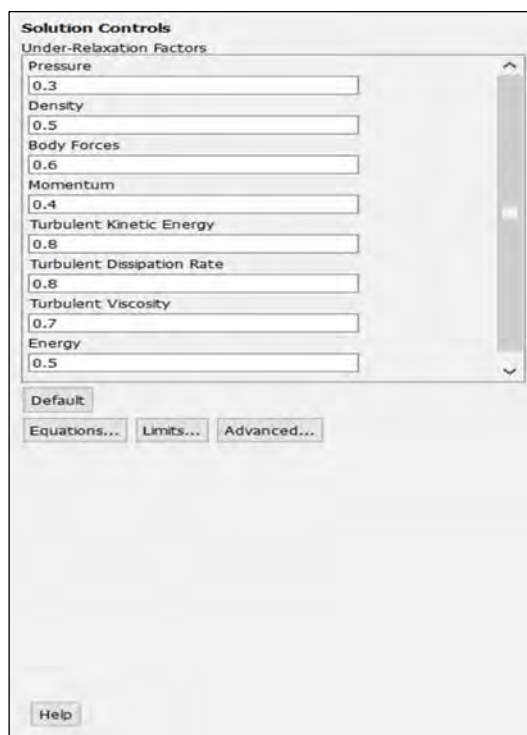 Solution Controls
Under-Relaxation Factors
Pressure
0.3
Density
0.5
Body Forces
0.6
Momentum
0.4
Turbulent Kinetic Energy
0.8
Turbulent Dissipation Rate
0.8
Turbulent Viscosity
0.7
Energy
0.5
Default
Equations... Limits... Advanced...
Help